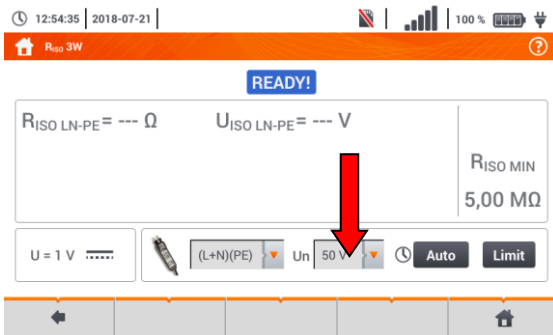 12:54:35 2018-07-21 100 %
RISO 3W ?
READY!
RISO LN-PE= --- Ω UISO LN-PE= --- V
RISO MIN
5,00 MΩ
U = 1 V (L+N)(PE) Un 50 V Auto Limit